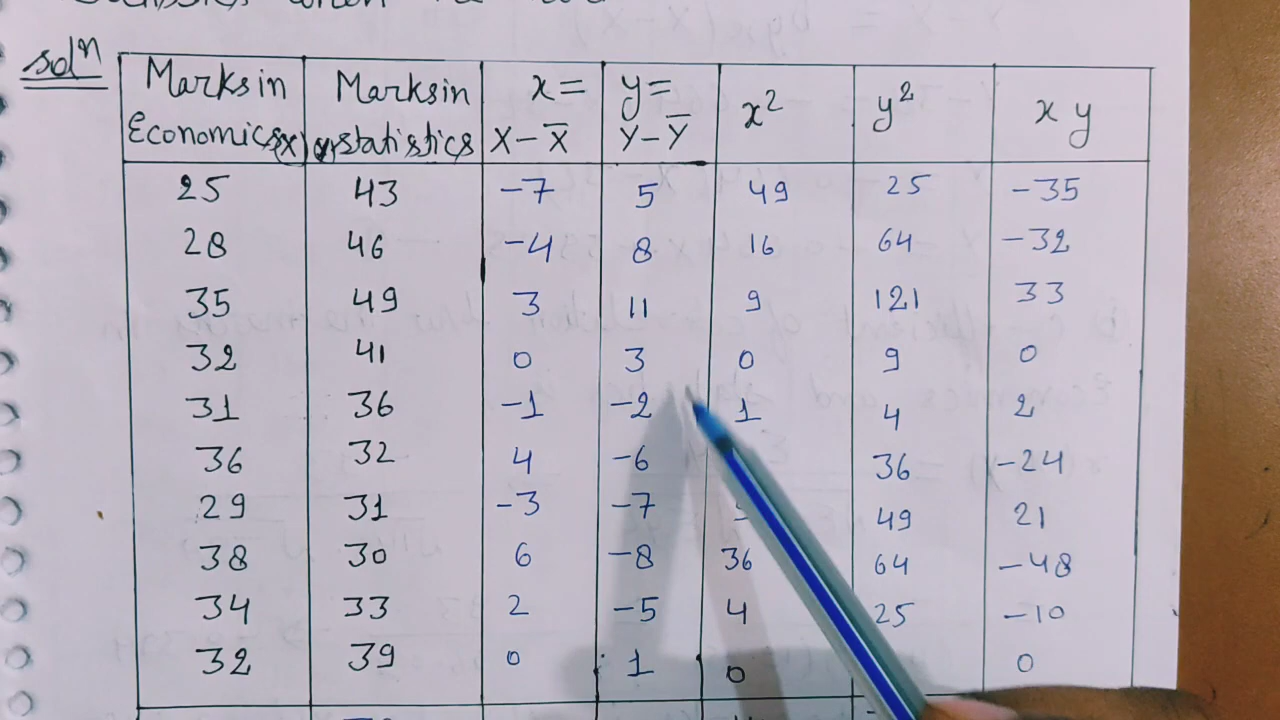 solⁿ
Marks in Economics(X) | Marks in statistics | x = X – X̄ | y = Y – Ȳ | x² | y² | xy
25 | 43 | –7 | 5 | 49 | 25 | –35
28 | 46 | –4 | 8 | 16 | 64 | –32
35 | 49 | 3 | 11 | 9 | 121 | 33
32 | 41 | 0 | 3 | 0 | 9 | 0
31 | 36 | –1 | –2 | 1 | 4 | 2
36 | 32 | 4 | –6 | 36 | –24
29 | 31 | –3 | –7 | 49 | 21
38 | 30 | 6 | –8 | 36 | 64 | –48
34 | 33 | 2 | –5 | 4 | 25 | –10
32 | 39 | 0 | 1 | 0 | 0